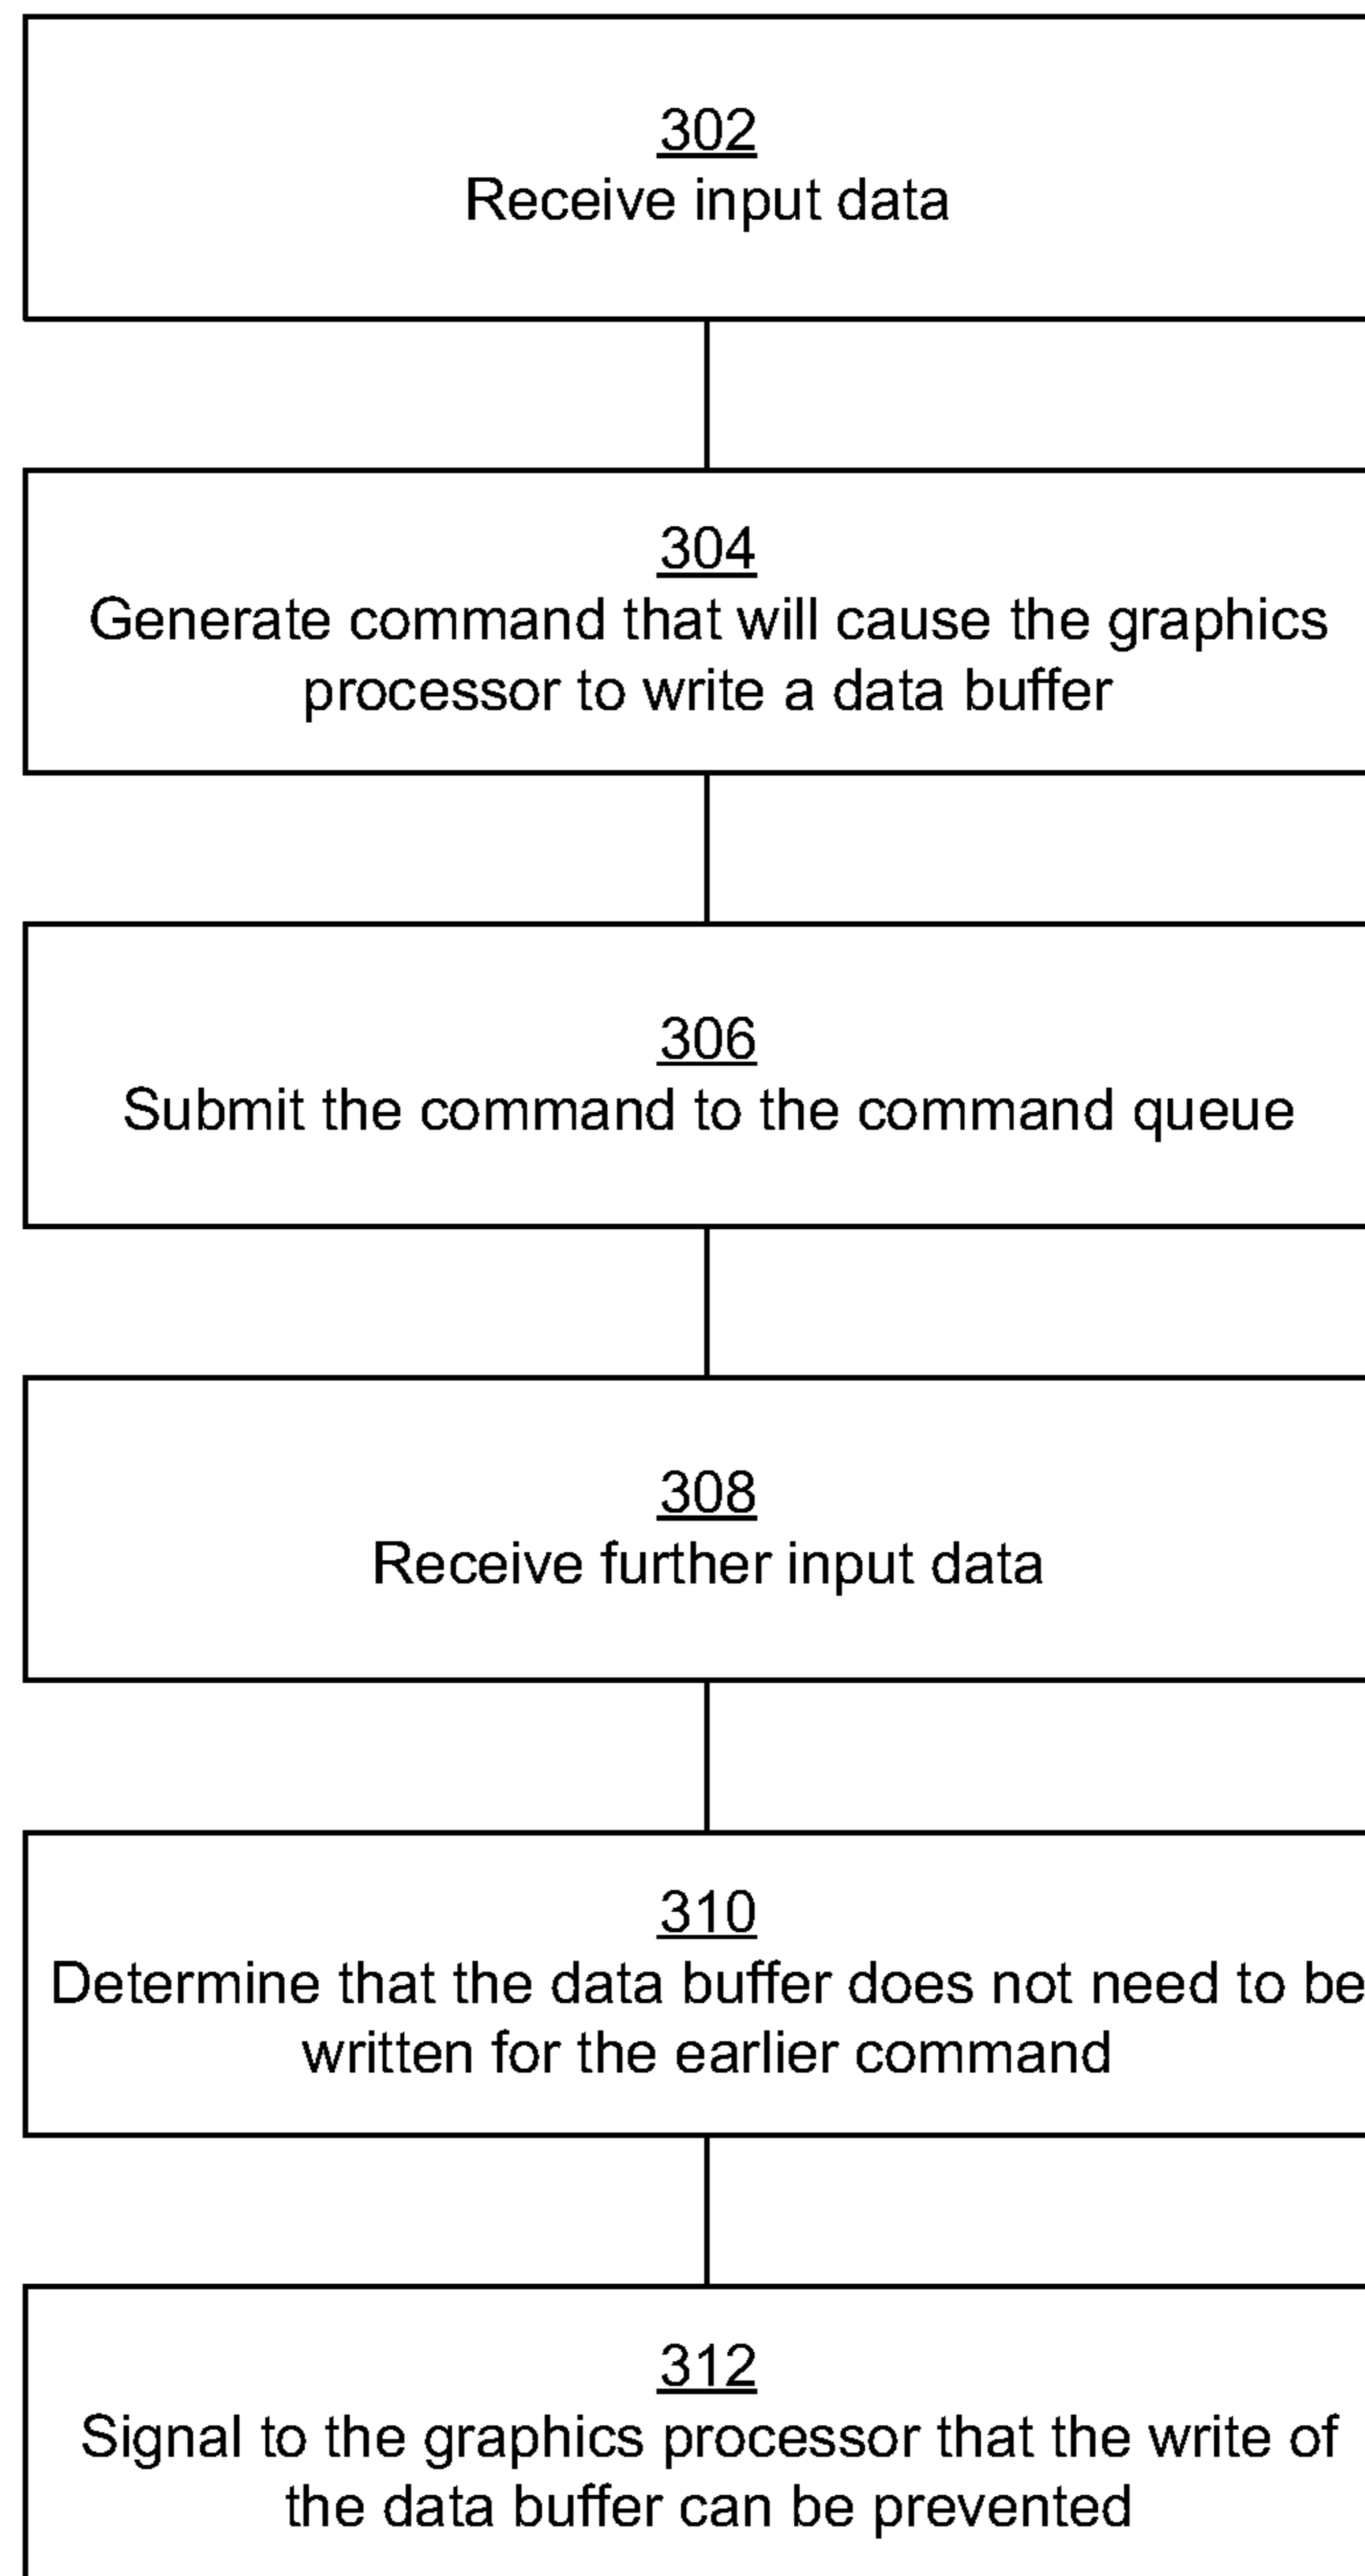 302
Receive input data
304
Generate command that will cause the graphics
processor to write a data buffer
306
Submit the command to the command queue
308
Receive further input data
310
Determine that the data buffer does not need to be
written for the earlier command
312
Signal to the graphics processor that the write of
the data buffer can be prevented